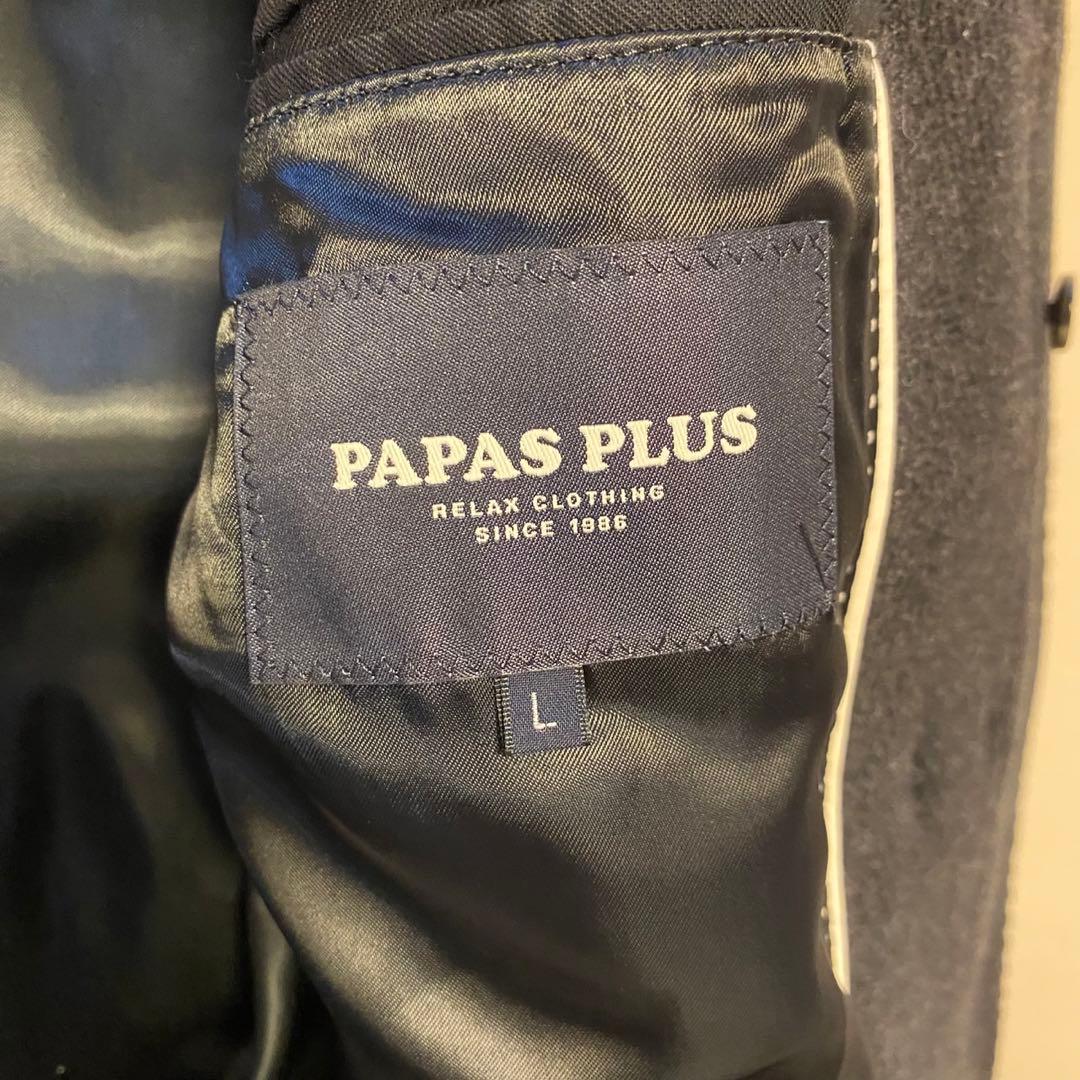 PAPAS PLUS
RELAX CLOTHING
SINCE 1986
L